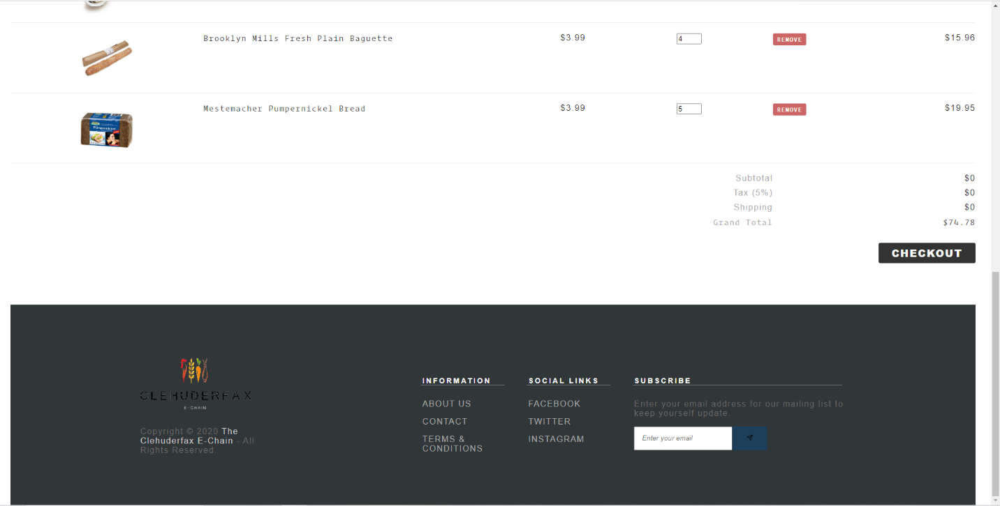 Brooklyn Mills Fresh Plain Baguette $3.99 4 REMOVE $15.96
Mestemacher Pumpernickel Bread $3.99 5 REMOVE $19.95
Subtotal $0
Tax (5%) $0
Shipping $0
Grand Total $74.78
CHECKOUT
CLEHUDERFAX
E-CHAIN
Copyright © 2020 The
Clehuderfax E-Chain - All
Rights Reserved.
INFORMATION
ABOUT US
CONTACT
TERMS &
CONDITIONS
SOCIAL LINKS
FACEBOOK
TWITTER
INSTAGRAM
SUBSCRIBE
Enter your email address for our mailing list to
keep yourself update.
Enter your email